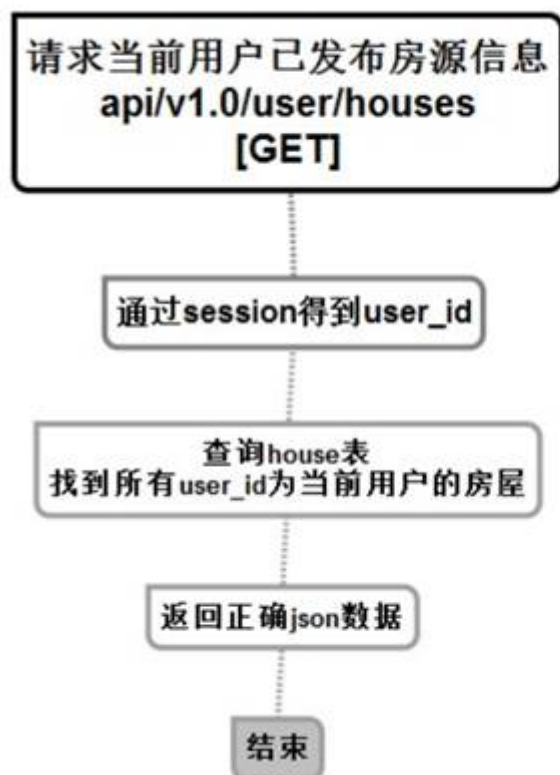 请求当前用户已发布房源信息
api/v1.0/user/houses
[GET]
通过session得到user_id
查询house表
找到所有user_id为当前用户的房屋
返回正确json数据
结束